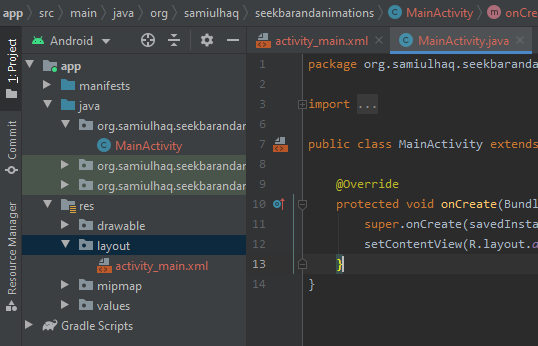 app src main java org samiulhaq seekbarandanimations MainActivity onCrea
Android
activity_main.xml
MainActivity.java
1: Project
Commit
Resource Manager
app
manifests
java
org.samiulhaq.seekbarandar
MainActivity
org.samiulhaq.seekbarandar
org.samiulhaq.seekbarandar
res
drawable
layout
activity_main.xml
mipmap
values
Gradle Scripts
1 package org.samiulhaq.seekbaranda
2
3 import ...
6
7 public class MainActivity extends
8
9 @Override
10 protected void onCreate(Bundl
11 super.onCreate(savedInsta
12 setContentView(R.layout.a
13 }
14 }